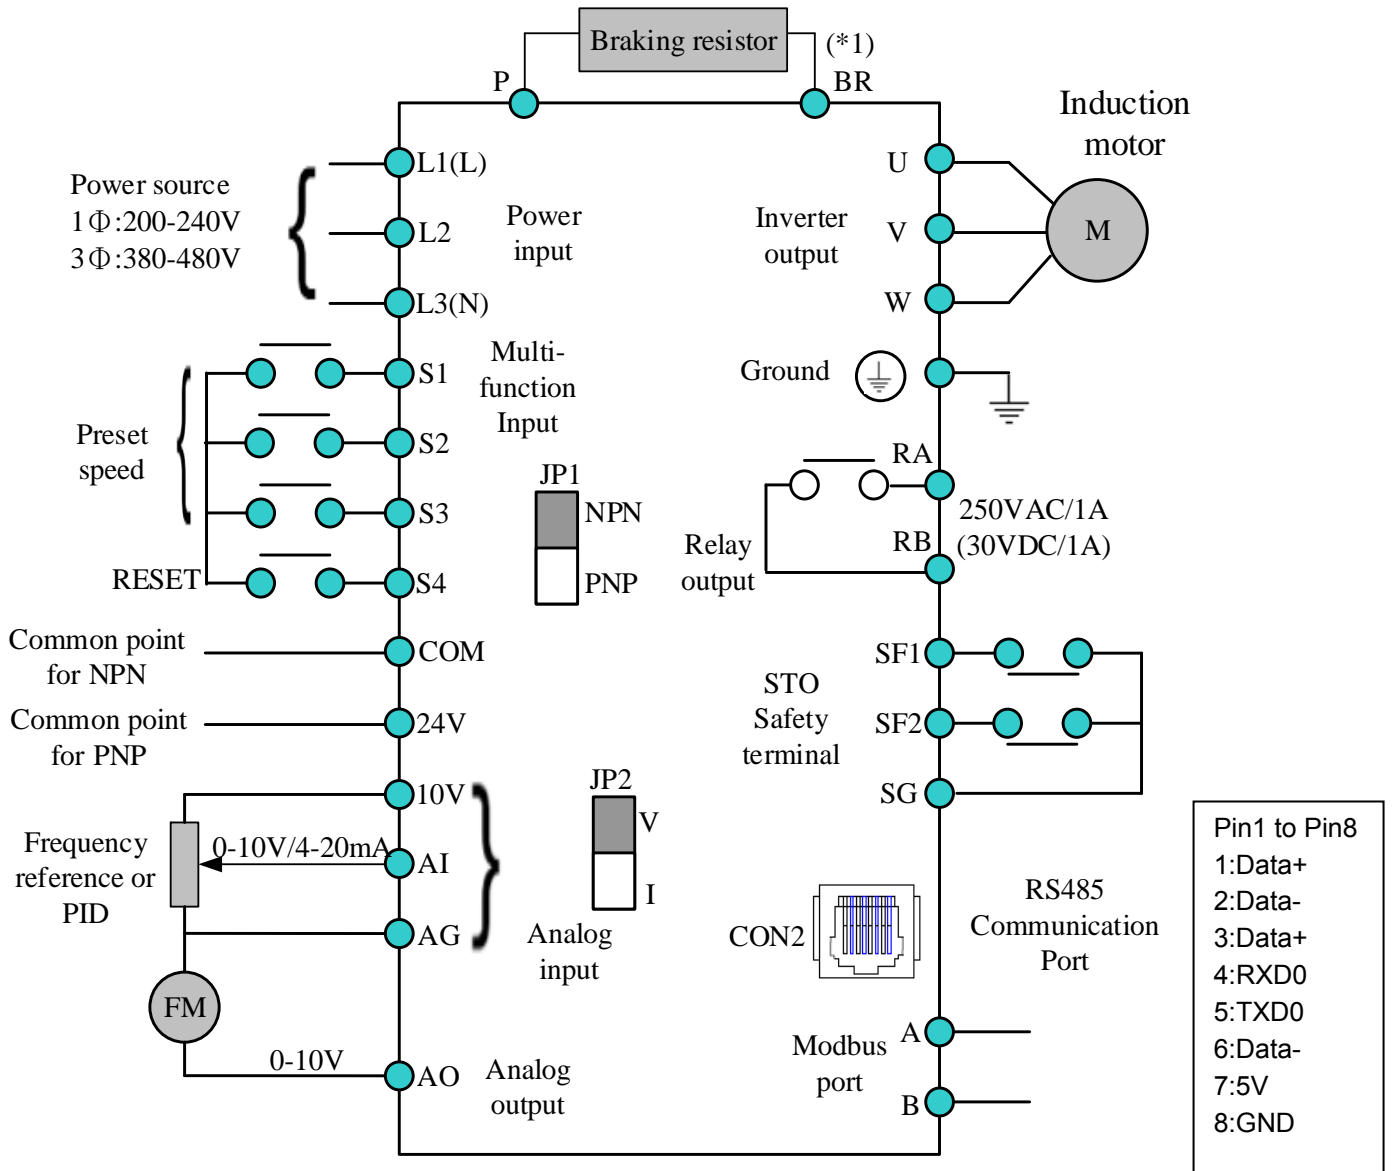 Braking resistor
(*1)
P
BR
Induction
motor
L1(L)
U
Power source
1Φ:200-240V
3Φ:380-480V
Power
input
Inverter
output
L2
V
M
L3(N)
W
Multi-
function
Input
S1
Ground
Preset
speed
S2
RA
JP1
S3
NPN
250VAC/1A
(30VDC/1A)
Relay
output
RB
RESET
S4
PNP
Common point
for NPN
COM
SF1
STO
Safety
terminal
Common point
for PNP
24V
SF2
10V
JP2
SG
V
Frequency
reference or
PID
0-10V/4-20mA
AI
I
AG
Analog
input
CON2
RS485
Communication
Port
FM
A
Modbus
port
0-10V
AO
Analog
output
B
Pin1 to Pin8
1:Data+
2:Data-
3:Data+
4:RXD0
5:TXD0
6:Data-
7:5V
8:GND